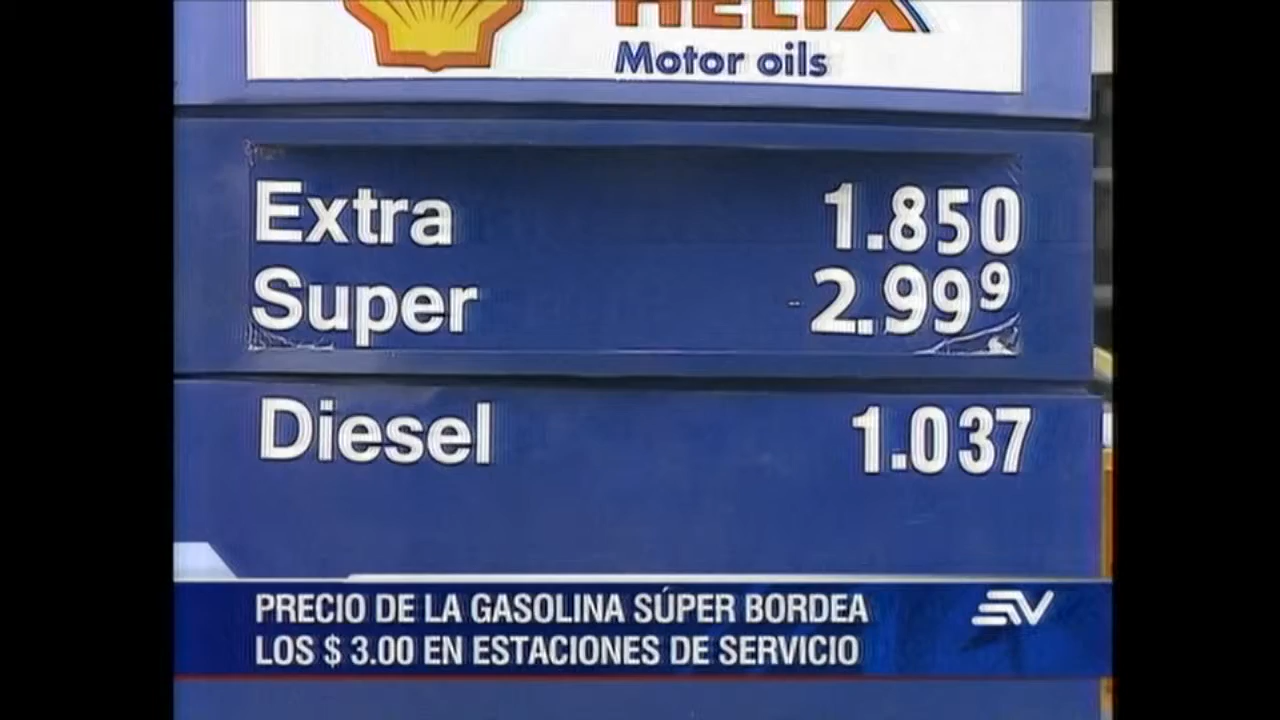 HELIX
Motor oils
Extra 1.850
Super 2.999
Diesel 1.037
PRECIO DE LA GASOLINA SÚPER BORDEA
LOS $ 3.00 EN ESTACIONES DE SERVICIO
EV